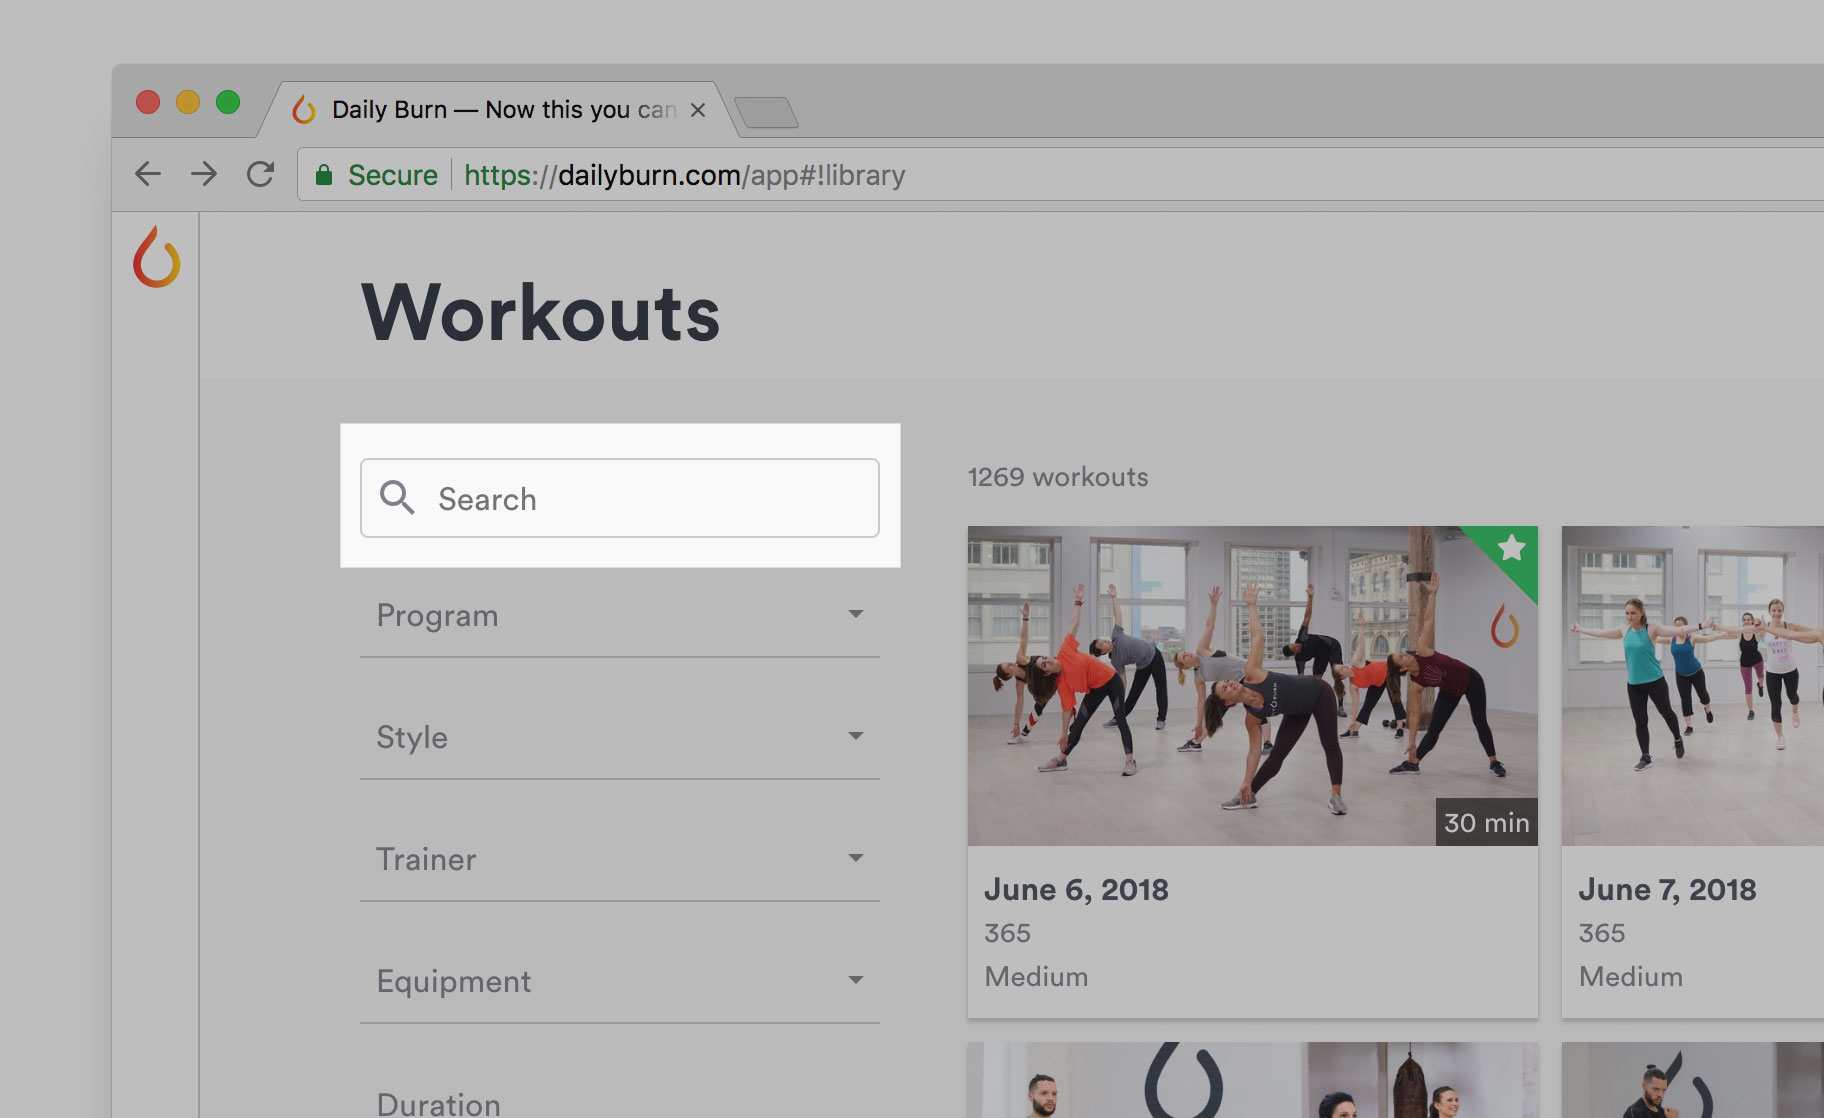 Daily Burn — Now this you can
Secure
https://dailyburn.com/app#!library
Workouts
Search
1269 workouts
Program
Style
Trainer
Equipment
Duration
30 min
June 6, 2018
365
Medium
June 7, 2018
365
Medium